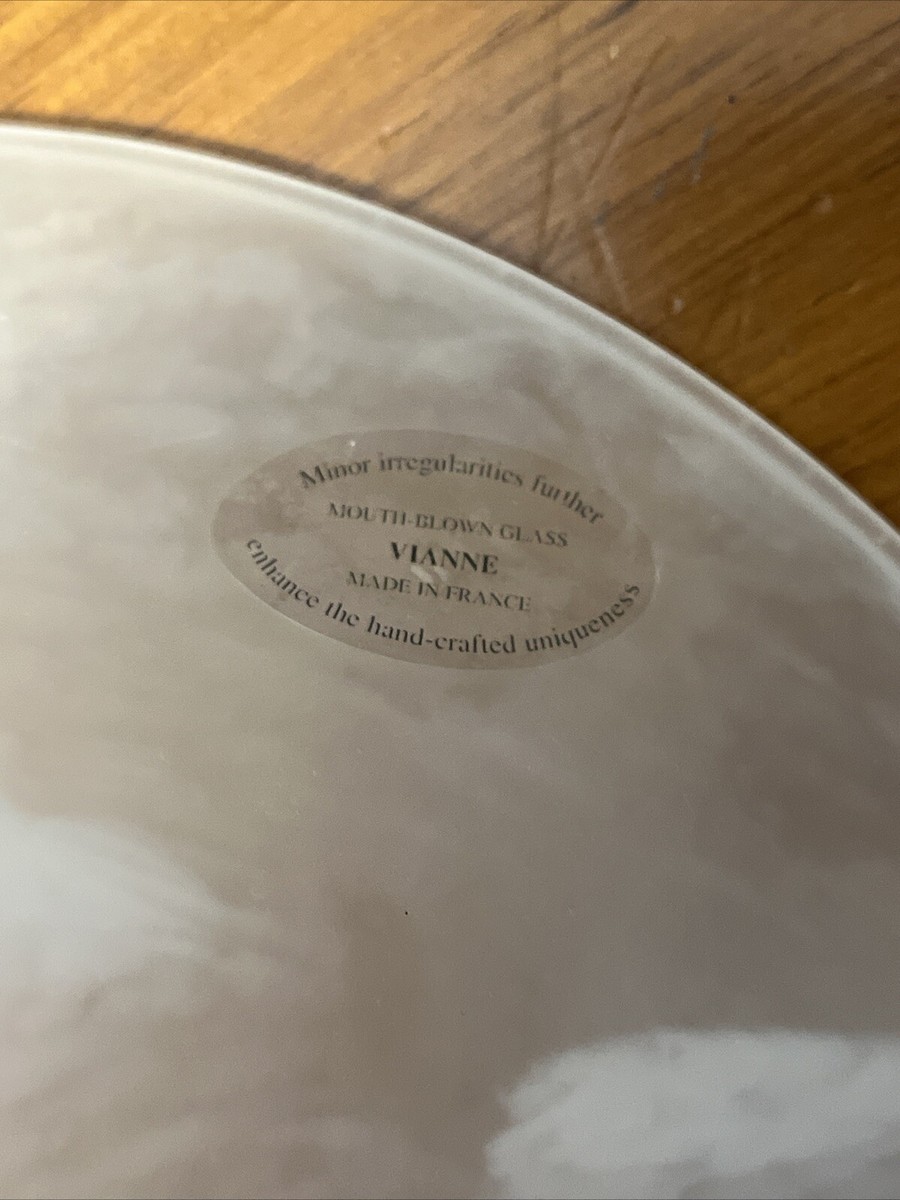 Minor irregularities further
MOUTH-BLOWN GLASS
VIANNE
MADE IN FRANCE
enhance the hand-crafted uniqueness